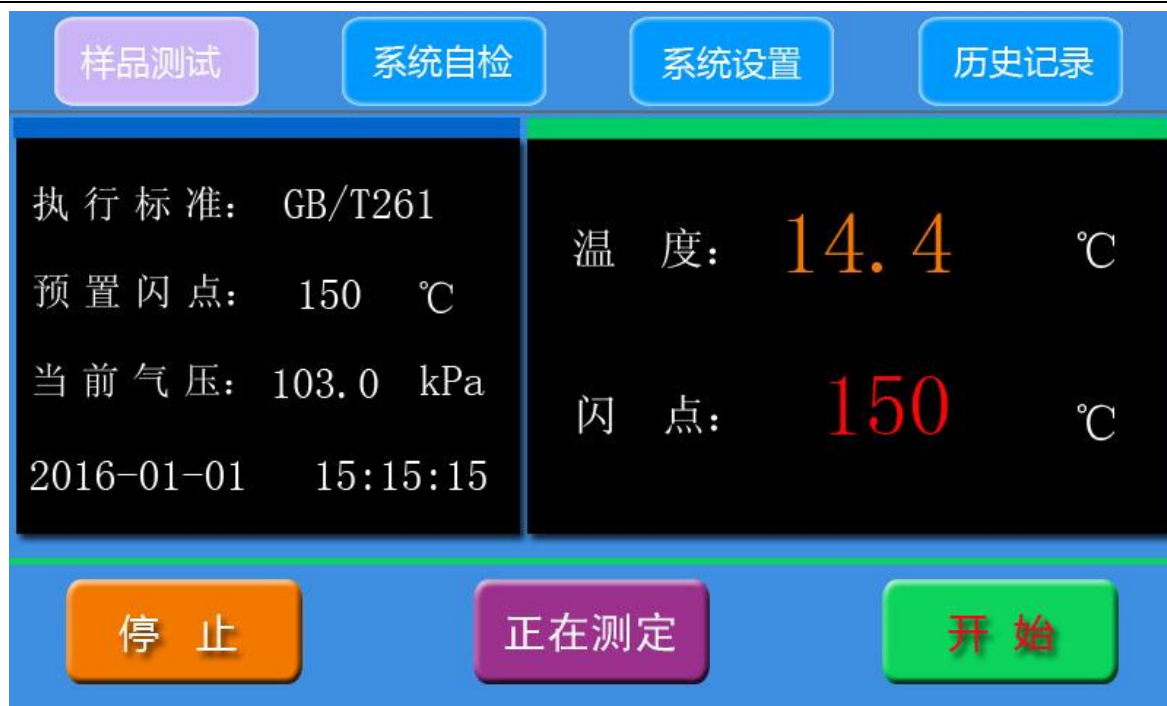 样品测试 系统自检 系统设置 历史记录
执行标准： GB/T261
预置闪点： 150 ℃
当前气压： 103.0 kPa
2016-01-01 15:15:15
温 度： 14.4 ℃
闪 点： 150 ℃
停 止 正在测定 开 始